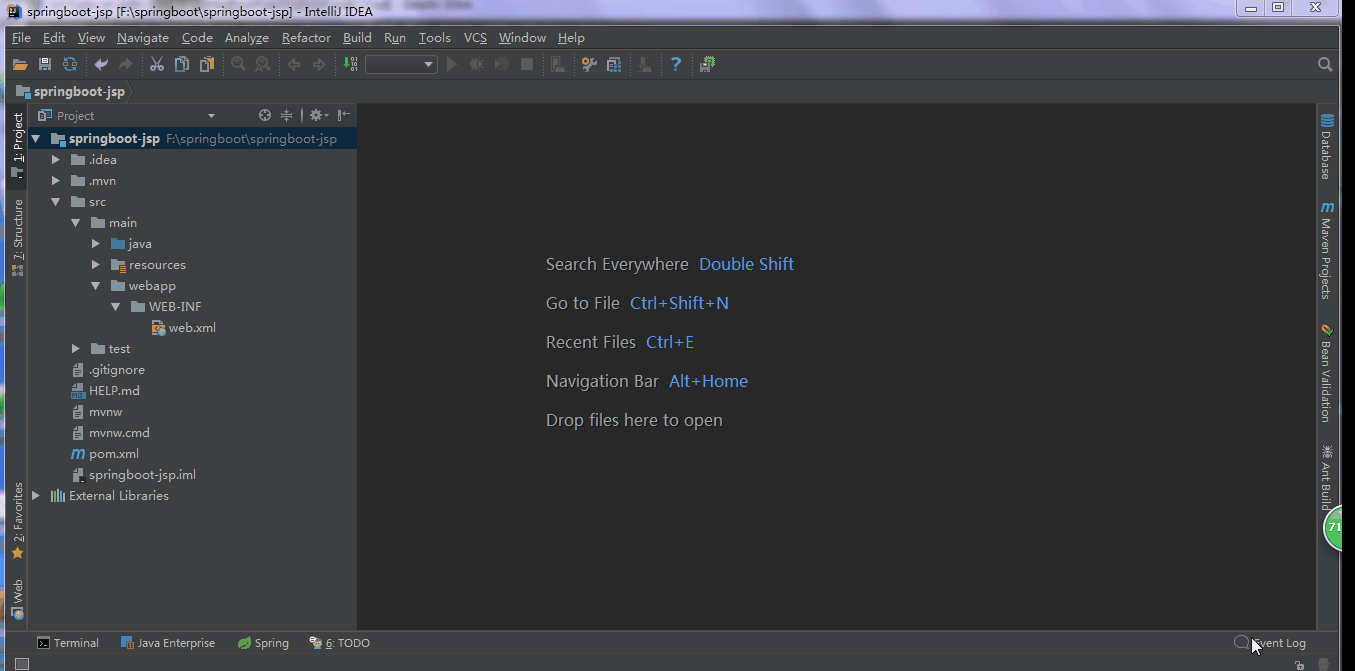 springboot-jsp [F:\springboot\springboot-jsp] - IntelliJ IDEA
File Edit View Navigate Code Analyze Refactor Build Run Tools VCS Window Help
springboot-jsp
Project
springboot-jsp F:\springboot\springboot-jsp
.idea
.mvn
src
main
java
resources
webapp
WEB-INF
web.xml
test
.gitignore
HELP.md
mvnw
mvnw.cmd
pom.xml
springboot-jsp.iml
External Libraries
1: Project
7: Structure
2: Favorites
Web
Search Everywhere Double Shift
Go to File Ctrl+Shift+N
Recent Files Ctrl+E
Navigation Bar Alt+Home
Drop files here to open
Database
Maven Projects
Bean Validation
Ant Build
71
Terminal Java Enterprise Spring 6: TODO Event Log